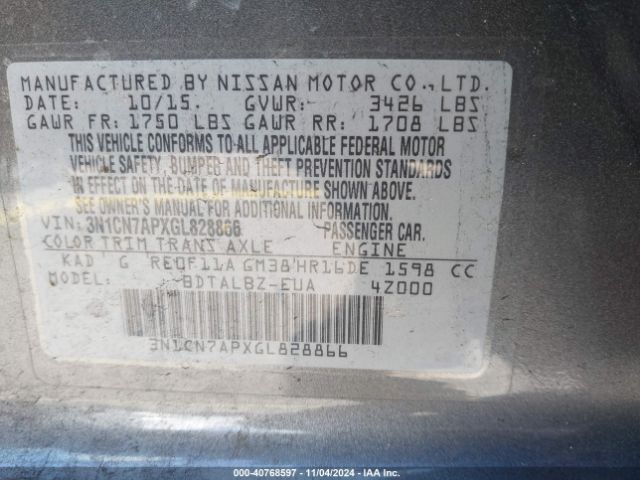 MANUFACTURED BY NISSAN MOTOR CO., LTD.
DATE: 10/15. GVWR: 3426 LBS
GAWR FR: 1750 LBS GAWR RR: 1708 LBS
THIS VEHICLE CONFORMS TO ALL APPLICABLE FEDERAL MOTOR
VEHICLE SAFETY, BUMPER AND THEFT PREVENTION STANDARDS
IN EFFECT ON THE DATE OF MANUFACTURE SHOWN ABOVE.
SEE OWNER'S MANUAL FOR ADDITIONAL INFORMATION.
VIN: 3N1CN7APXGL828866 PASSENGER CAR.
COLOR TRIM TRANS AXLE ENGINE
KAD G RE0F11A GM38 HR16DE 1598 CC
MODEL: BDTALBZ-EUA 4Z000
3N1CN7APXGL828866
00-40768597 - 11/04/2024 - IAAI.com